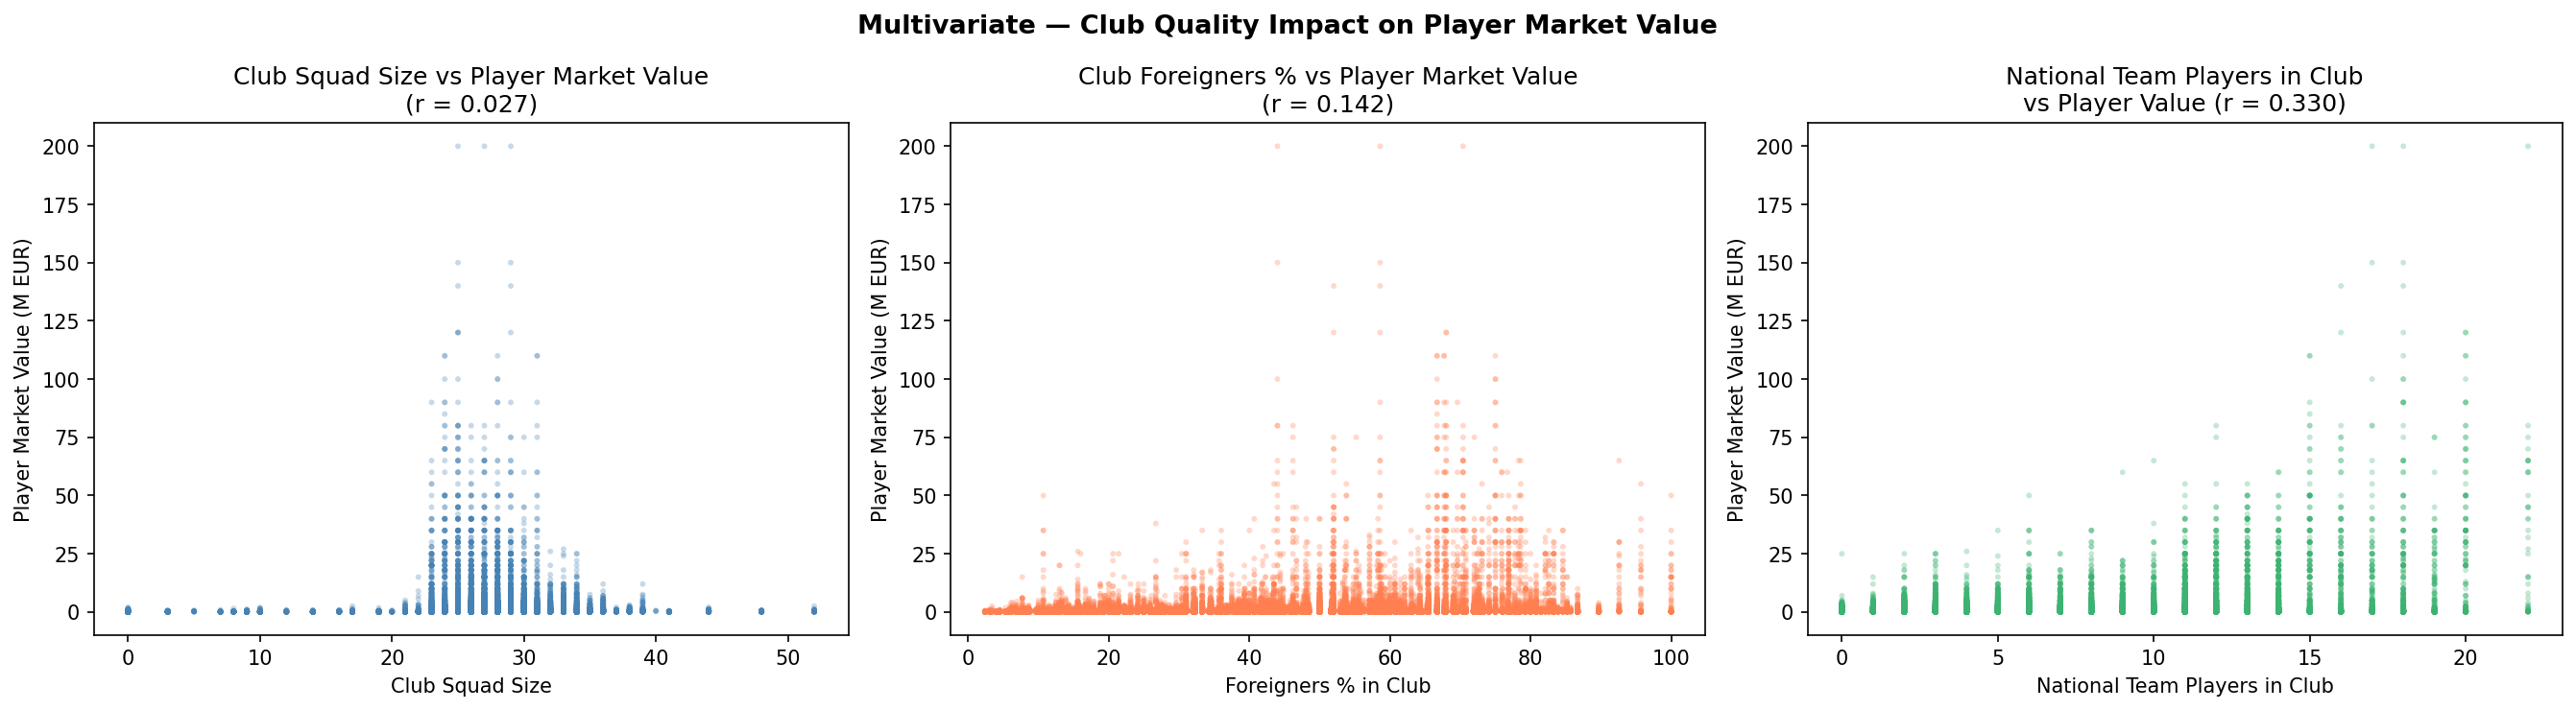 Multivariate — Club Quality Impact on Player Market Value
Club Squad Size vs Player Market Value
(r = 0.027)
Player Market Value (M EUR)
200
175
150
125
100
75
50
25
0
0 10 20 30 40 50
Club Squad Size
Club Foreigners % vs Player Market Value
(r = 0.142)
Player Market Value (M EUR)
200
175
150
125
100
75
50
25
0
0 20 40 60 80 100
Foreigners % in Club
National Team Players in Club
vs Player Value (r = 0.330)
Player Market Value (M EUR)
200
175
150
125
100
75
50
25
0
0 5 10 15 20
National Team Players in Club